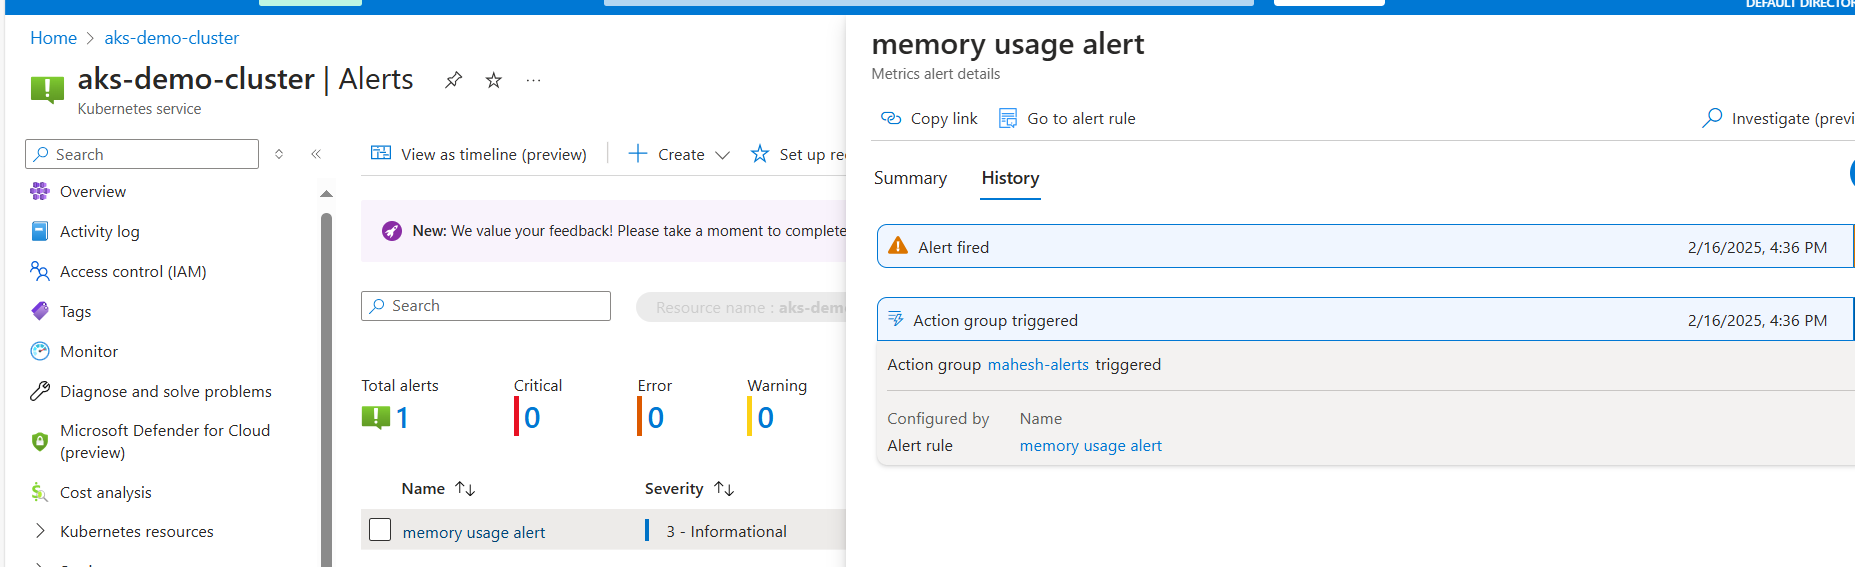 DEFAULT DIRECTOR
Home > aks-demo-cluster
aks-demo-cluster | Alerts
Kubernetes service
Search
Overview
Activity log
Access control (IAM)
Tags
Monitor
Diagnose and solve problems
Microsoft Defender for Cloud
(preview)
Cost analysis
Kubernetes resources
View as timeline (preview)
Create
Set up re
New: We value your feedback! Please take a moment to complete
Search
Resource name : aks-dem
Total alerts
1
Critical
0
Error
0
Warning
0
Name Severity
memory usage alert 3 - Informational
memory usage alert
Metrics alert details
Copy link
Go to alert rule
Investigate (previ
Summary
History
Alert fired 2/16/2025, 4:36 PM
Action group triggered 2/16/2025, 4:36 PM
Action group mahesh-alerts triggered
Configured by Name
Alert rule memory usage alert